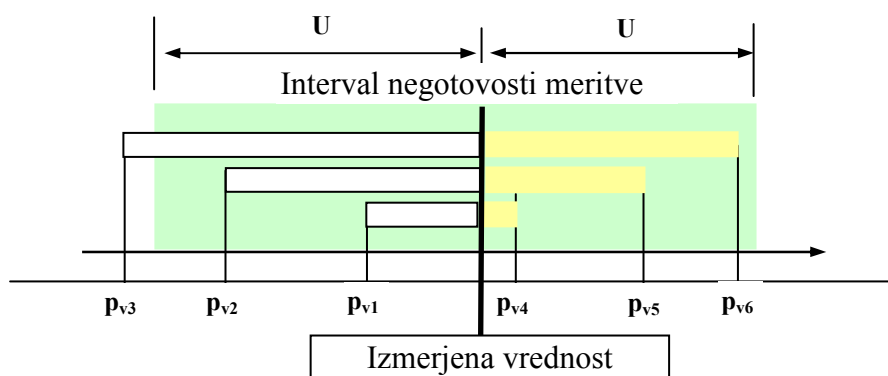 U U
Interval negotovosti meritve
pv3 pv2 pv1 pv4 pv5 pv6
Izmerjena vrednost